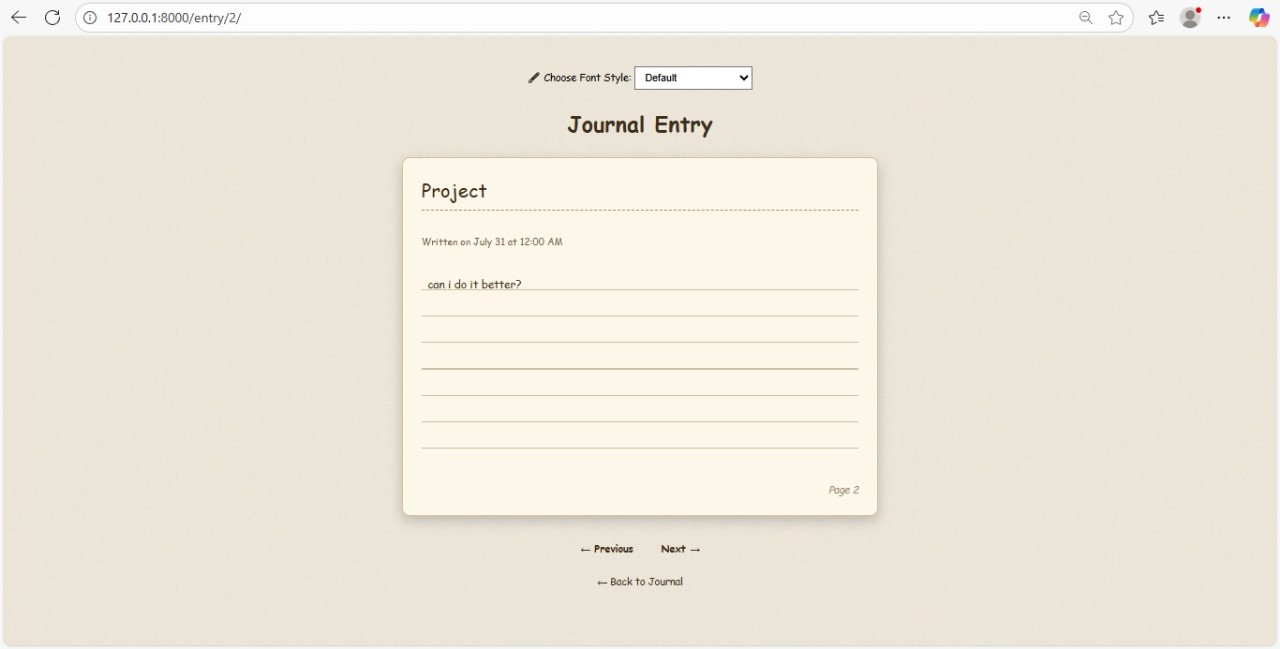 127.0.0.1:8000/entry/2/
Choose Font Style: Default
Journal Entry
Project
Written on July 31 at 12:00 AM
can i do it better?
Page 2
← Previous Next →
← Back to Journal